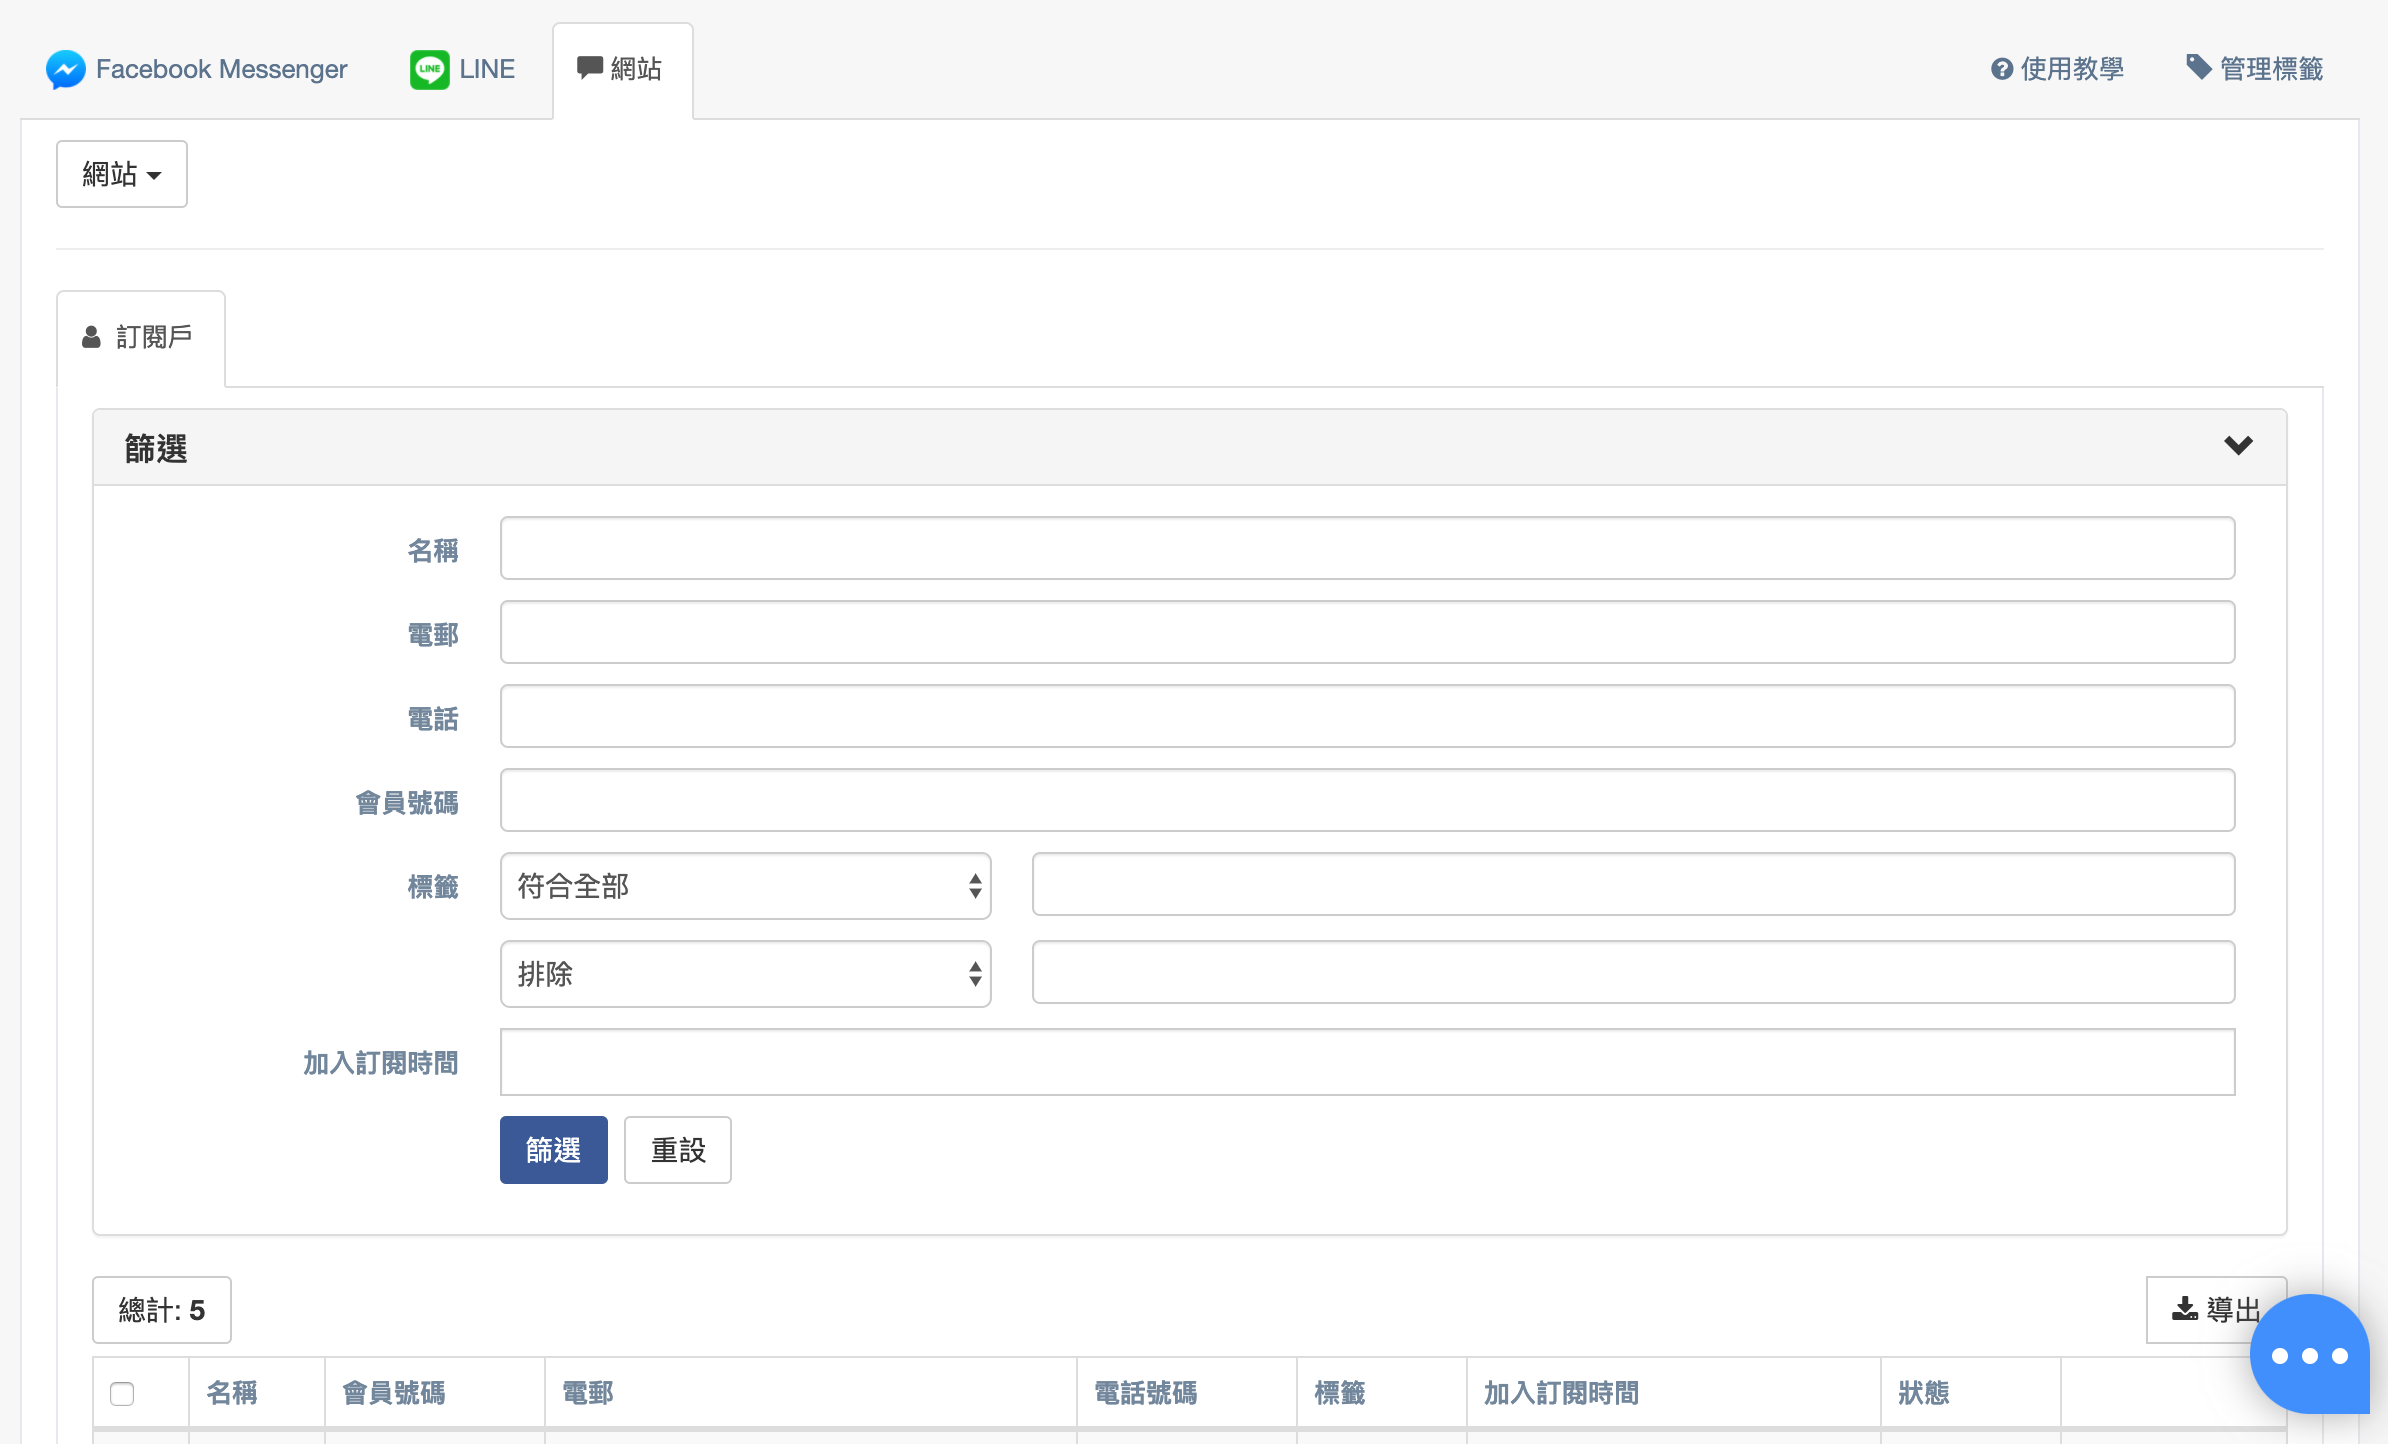 Facebook Messenger LINE 網站 使用教學 管理標籤
網站
訂閱戶
篩選
名稱
電郵
電話
會員號碼
標籤 符合全部
排除
加入訂閱時間
篩選 重設
總計: 5 導出
名稱 會員號碼 電郵 電話號碼 標籤 加入訂閱時間 狀態